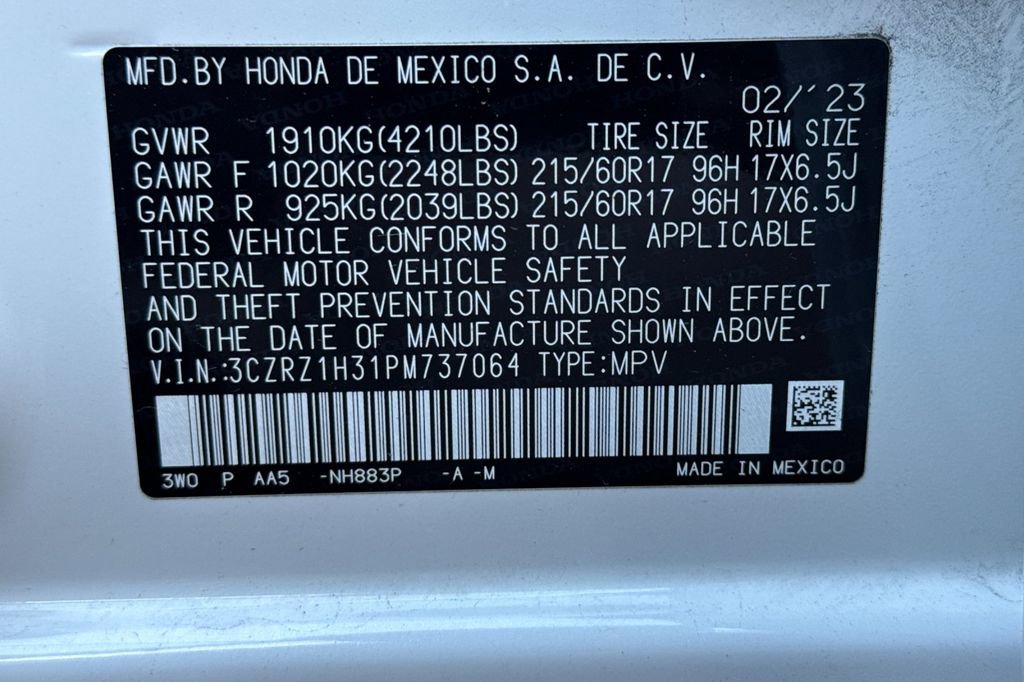 MFD.BY HONDA DE MEXICO S.A. DE C.V.
02/'23
GVWR 1910KG(4210LBS) TIRE SIZE RIM SIZE
GAWR F 1020KG(2248LBS) 215/60R17 96H 17X6.5J
GAWR R 925KG(2039LBS) 215/60R17 96H 17X6.5J
THIS VEHICLE CONFORMS TO ALL APPLICABLE
FEDERAL MOTOR VEHICLE SAFETY
AND THEFT PREVENTION STANDARDS IN EFFECT
ON THE DATE OF MANUFACTURE SHOWN ABOVE.
V.I.N.:3CZRZ1H31PM737064 TYPE:MPV
3W0 P AA5 -NH883P -A -M MADE IN MEXICO